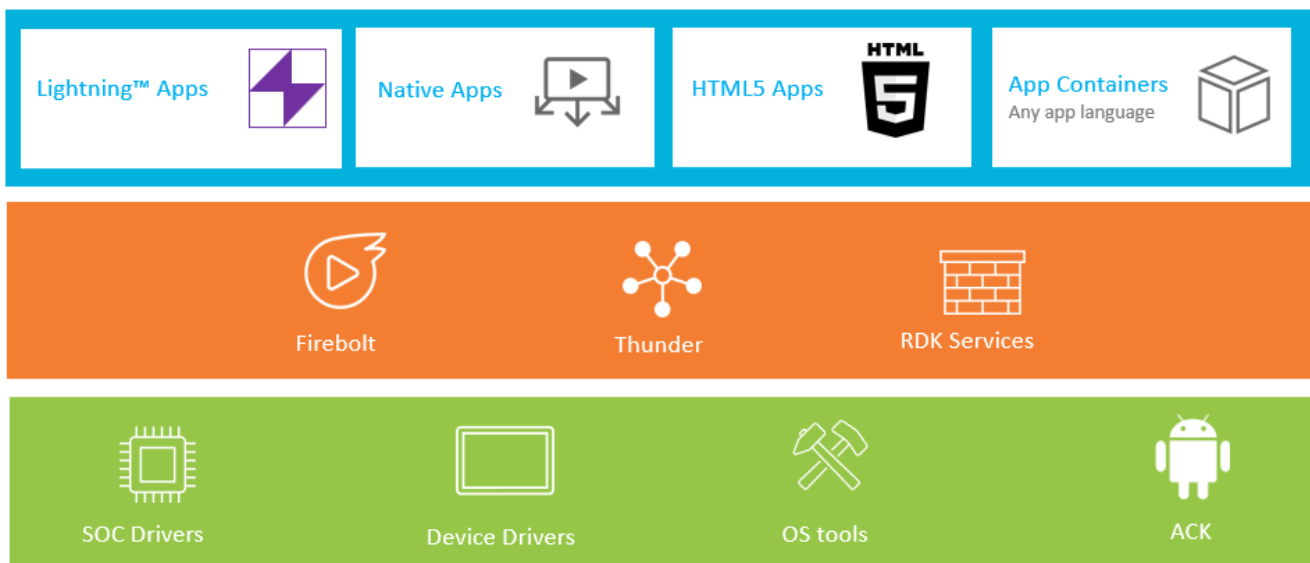 Lightning™ Apps
Native Apps
HTML5 Apps
HTML
5
App Containers
Any app language
Firebolt
Thunder
RDK Services
SOC Drivers
Device Drivers
OS tools
ACK